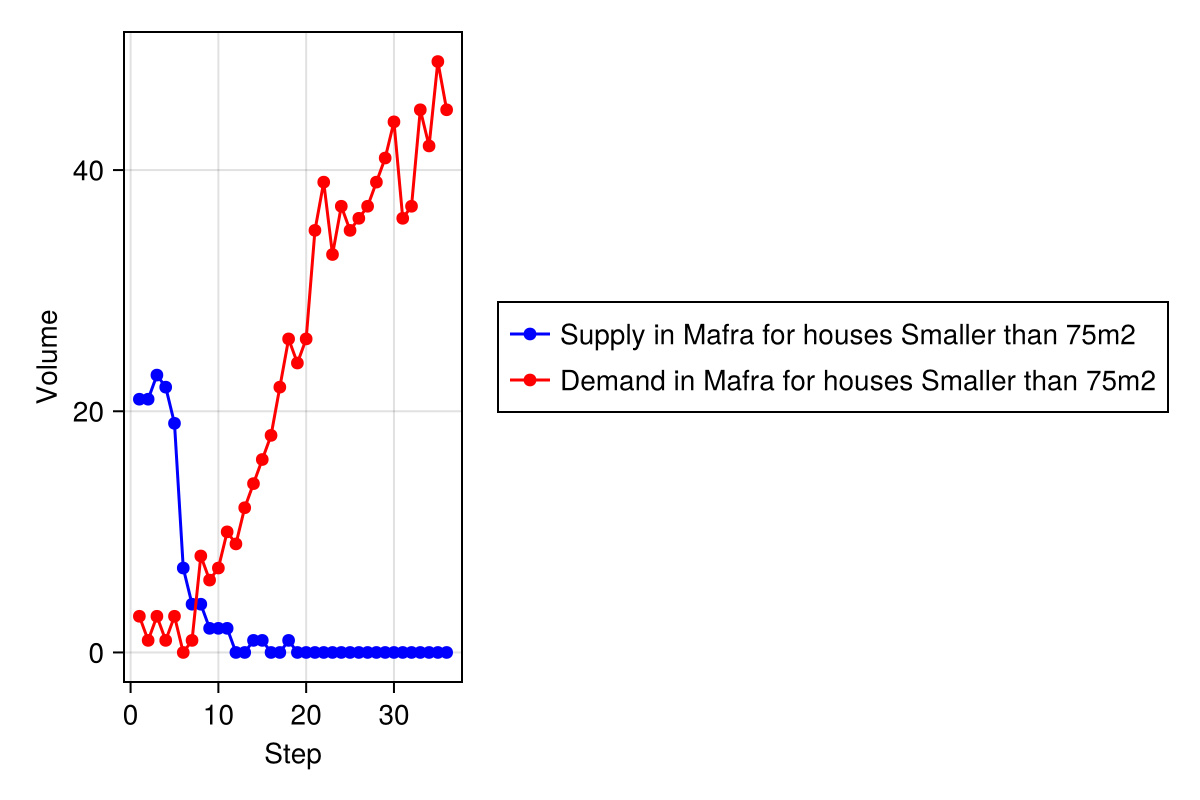 Volume
40
20
0
0 10 20 30
Step
Supply in Mafra for houses Smaller than 75m2
Demand in Mafra for houses Smaller than 75m2